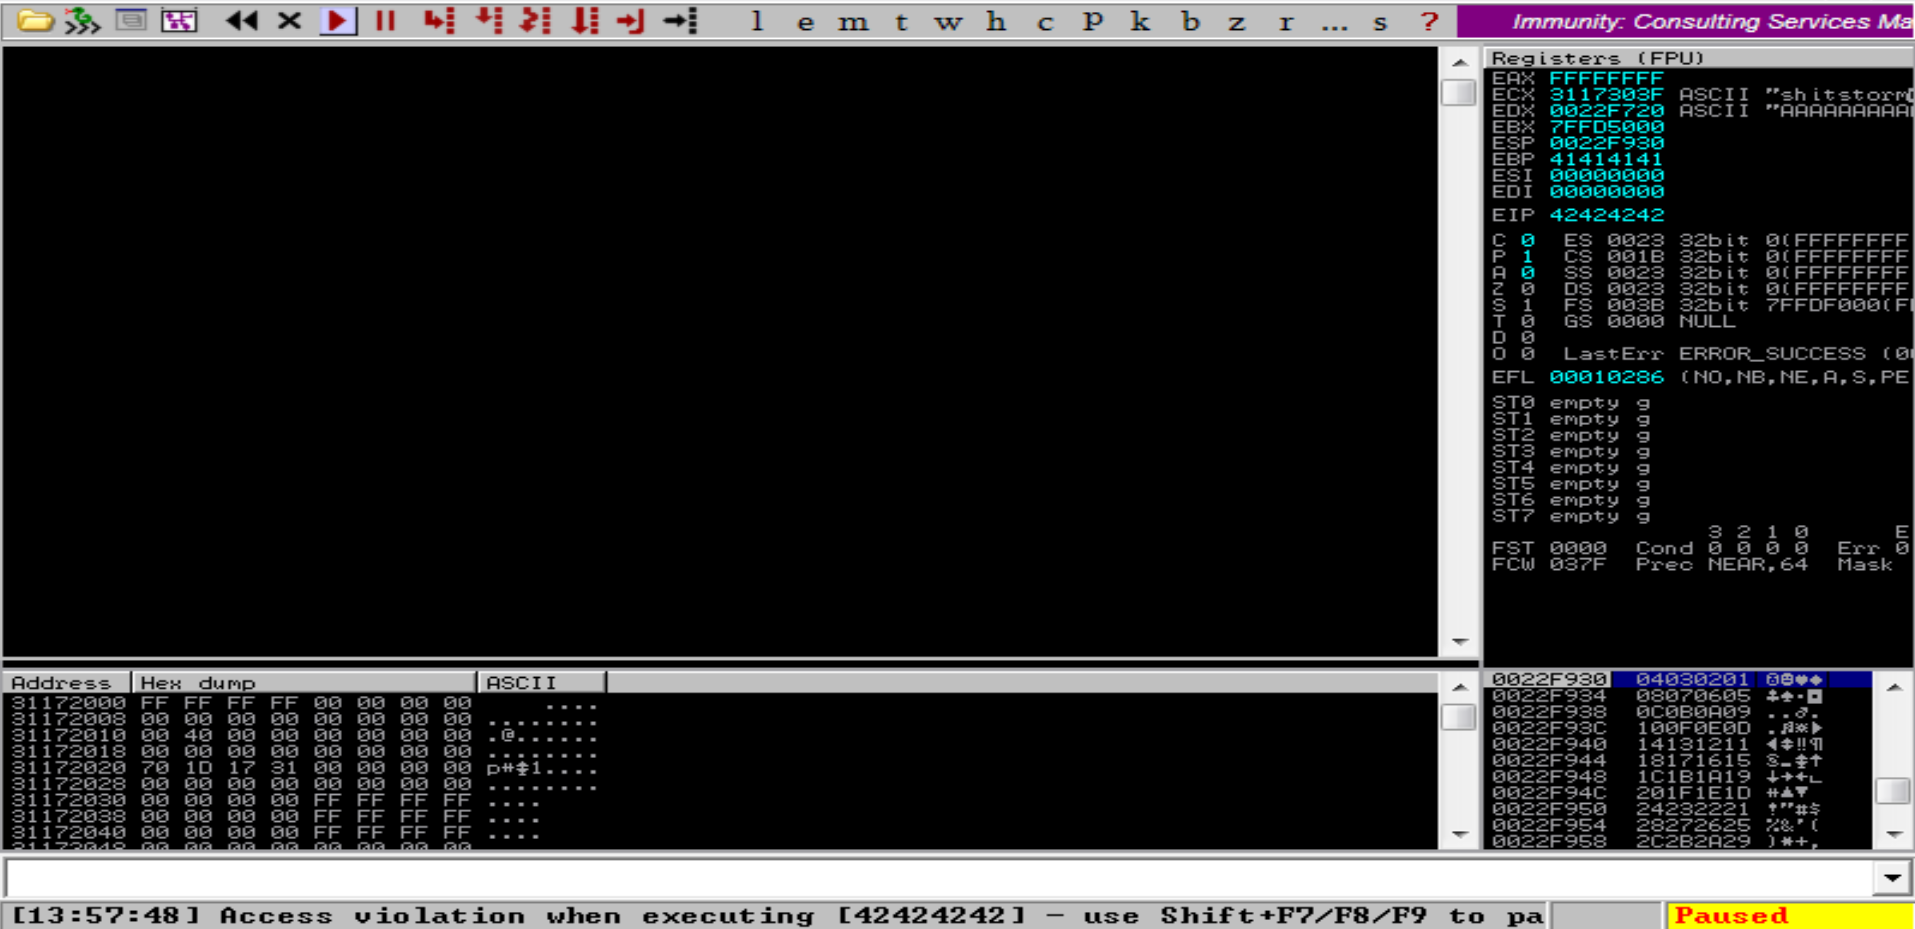 l e m t w h c P k b z r ... s ? Immunity: Consulting Services Ma
Registers (FPU)
EAX FFFFFFFF
ECX 3117303F ASCII "shitstorm
EDX 0022F720 ASCII "AAAAAAAAA
EBX 7FFD5000
ESP 0022F930
EBP 41414141
ESI 00000000
EDI 00000000
EIP 42424242
C 0 ES 0023 32bit 0(FFFFFFFF
P 1 CS 001B 32bit 0(FFFFFFFF
A 0 SS 0023 32bit 0(FFFFFFFF
Z 0 DS 0023 32bit 0(FFFFFFFF
S 1 FS 003B 32bit 7FFDF000(F
T 0 GS 0000 NULL
D 0
O 0 LastErr ERROR_SUCCESS (0
EFL 00010286 (NO,NB,NE,A,S,PE
ST0 empty g
ST1 empty g
ST2 empty g
ST3 empty g
ST4 empty g
ST5 empty g
ST6 empty g
ST7 empty g
3 2 1 0 E
FST 0000 Cond 0 0 0 0 Err 0
FCW 037F Prec NEAR,64 Mask
Address Hex dump ASCII
31172000 FF FF FF FF 00 00 00 00 ....
31172008 00 00 00 00 00 00 00 00 ........
31172010 00 40 00 00 00 00 00 00 .@......
31172018 00 00 00 00 00 00 00 00 ........
31172020 70 1D 17 31 00 00 00 00 p#‡1....
31172028 00 00 00 00 00 00 00 00 ........
31172030 00 00 00 00 FF FF FF FF ....
31172038 00 00 00 00 FF FF FF FF ....
31172040 00 00 00 00 FF FF FF FF ....
0022F930 04030201 ☺☻♥♦
0022F934 08070605 ♣♠•◘
0022F938 0C0B0A09 ..♂.
0022F93C 100F0E0D .♫☼►
0022F940 14131211 ◄↕‼¶
0022F944 18171615 §▬↨↑
0022F948 1C1B1A19 ↓→←∟
0022F94C 201F1E1D #▲▼
0022F950 24232221 !"#$
0022F954 28272625 %&'(
0022F958 2C2B2A29 )*+,
[13:57:48] Access violation when executing [42424242] - use Shift+F7/F8/F9 to pa
Paused